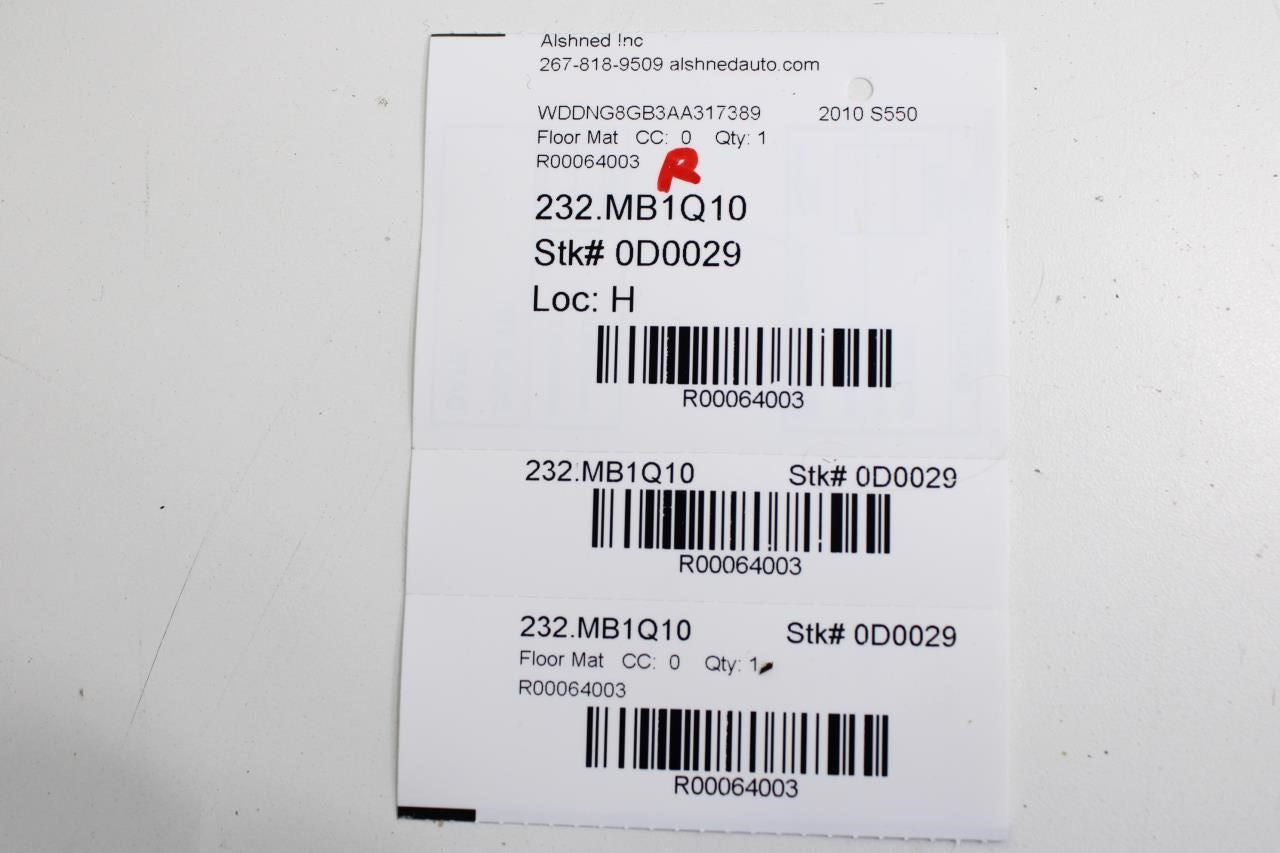 Alshned Inc
267-818-9509 alshnedauto.com
WDDNG8GB3AA317389 2010 S550
Floor Mat CC: 0 Qty: 1
R00064003
R
232.MB1Q10
Stk# 0D0029
Loc: H
R00064003
232.MB1Q10 Stk# 0D0029
R00064003
232.MB1Q10 Stk# 0D0029
Floor Mat CC: 0 Qty: 1
R00064003
R00064003